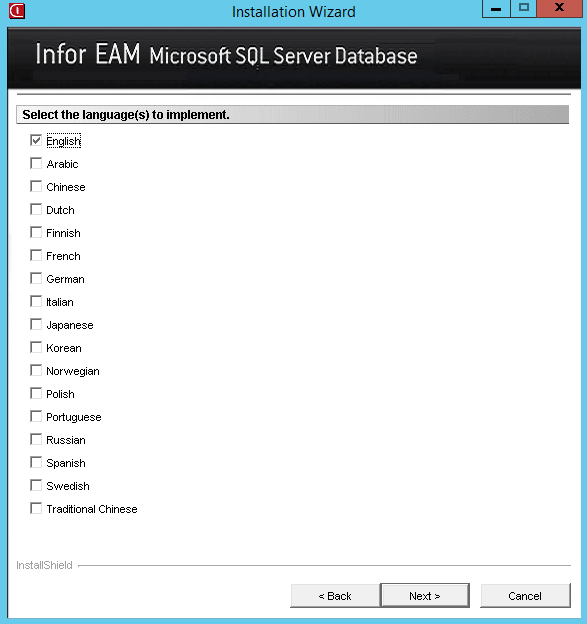 Installation Wizard
Infor EAM Microsoft SQL Server Database
Select the language(s) to implement.
English
Arabic
Chinese
Dutch
Finnish
French
German
Italian
Japanese
Korean
Norwegian
Polish
Portuguese
Russian
Spanish
Swedish
Traditional Chinese
InstallShield
< Back Next > Cancel